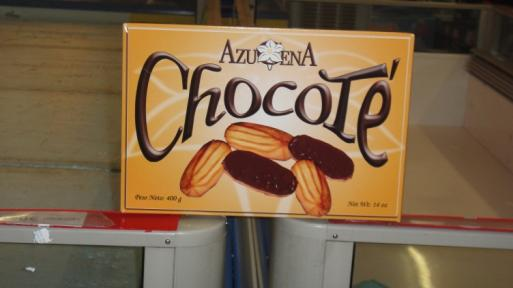 AZUCENA
Chocoté
Peso Neto: 400 g
Net Wt: 14 oz